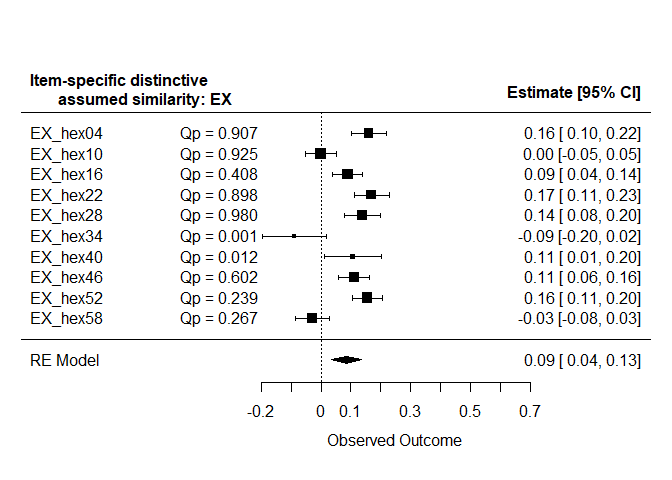 Item-specific distinctive
assumed similarity: EX
Estimate [95% CI]
EX_hex04 Qp = 0.907 0.16 [ 0.10, 0.22]
EX_hex10 Qp = 0.925 0.00 [-0.05, 0.05]
EX_hex16 Qp = 0.408 0.09 [ 0.04, 0.14]
EX_hex22 Qp = 0.898 0.17 [ 0.11, 0.23]
EX_hex28 Qp = 0.980 0.14 [ 0.08, 0.20]
EX_hex34 Qp = 0.001 -0.09 [-0.20, 0.02]
EX_hex40 Qp = 0.012 0.11 [ 0.01, 0.20]
EX_hex46 Qp = 0.602 0.11 [ 0.06, 0.16]
EX_hex52 Qp = 0.239 0.16 [ 0.11, 0.20]
EX_hex58 Qp = 0.267 -0.03 [-0.08, 0.03]
RE Model 0.09 [ 0.04, 0.13]
-0.2 0 0.1 0.3 0.5 0.7
Observed Outcome